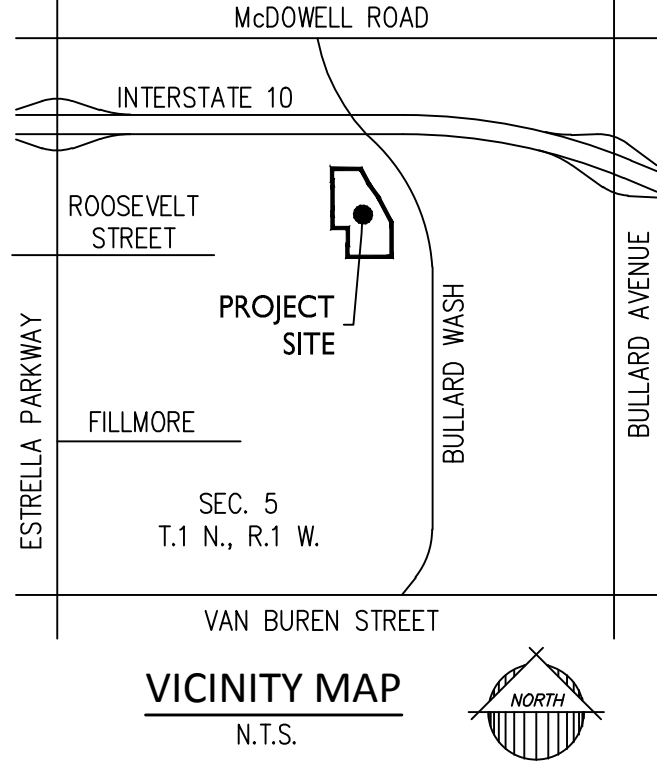 McDOWELL ROAD
INTERSTATE 10
ROOSEVELT
STREET
PROJECT
SITE
ESTRELLA PARKWAY
BULLARD WASH
BULLARD AVENUE
FILLMORE
SEC. 5
T.1 N., R.1 W.
VAN BUREN STREET
VICINITY MAP
N.T.S.
NORTH